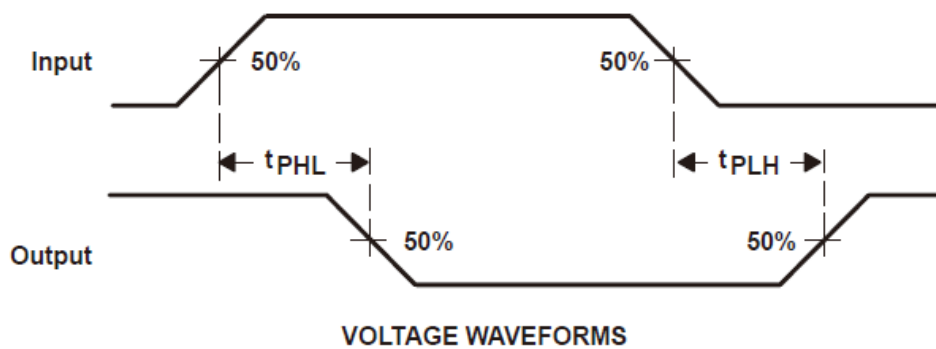 Input
50%
50%
tPHL
tPLH
Output
50%
50%
VOLTAGE WAVEFORMS